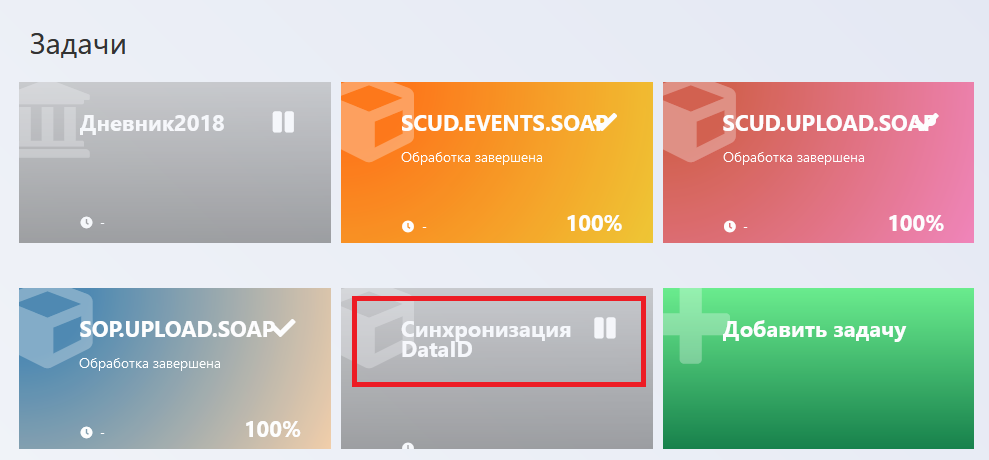 Задачи
Дневник2018
-
SCUD.EVENTS.SOAP
Обработка завершена
-
100%
SCUD.UPLOAD.SOAP
Обработка завершена
-
100%
SOP.UPLOAD.SOAP
Обработка завершена
-
100%
Синхронизация
DataID
Добавить задачу